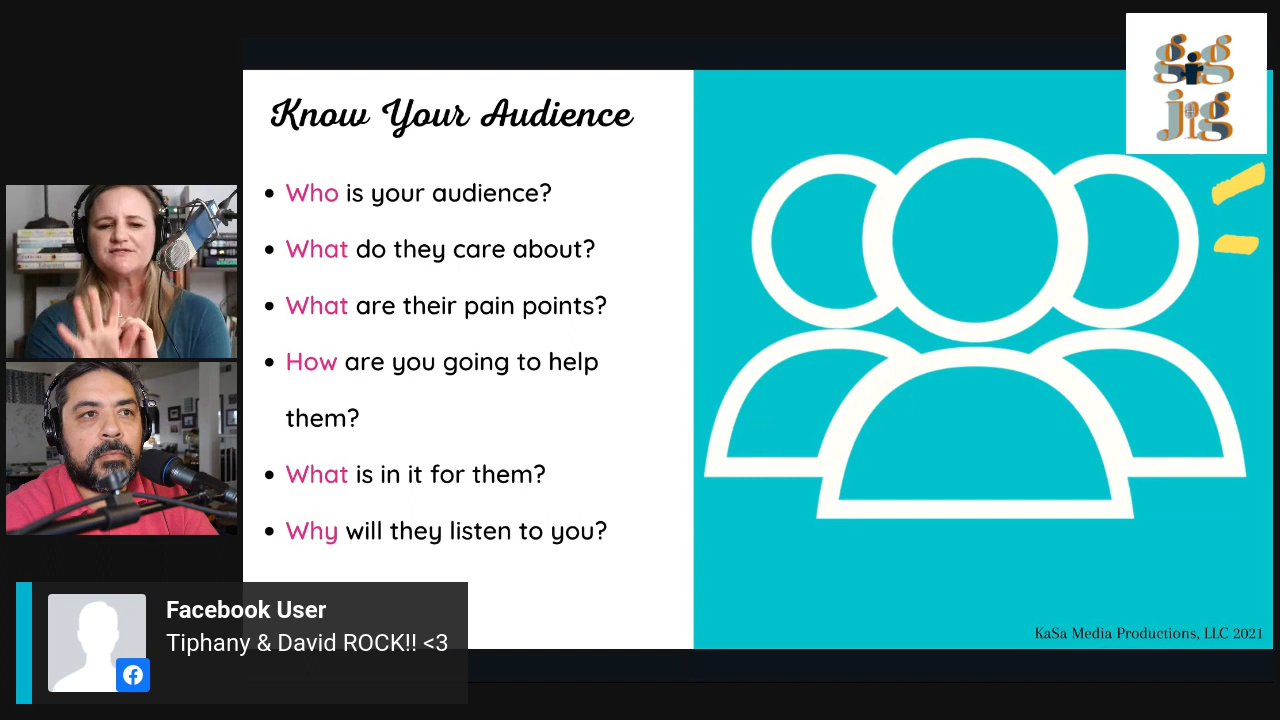 gig
jig
Know Your Audience
Who is your audience?
What do they care about?
What are their pain points?
How are you going to help
them?
What is in it for them?
Why will they listen to you?
KaSa Media Productions, LLC 2021
Facebook User
Tiphany & David ROCK!! <3